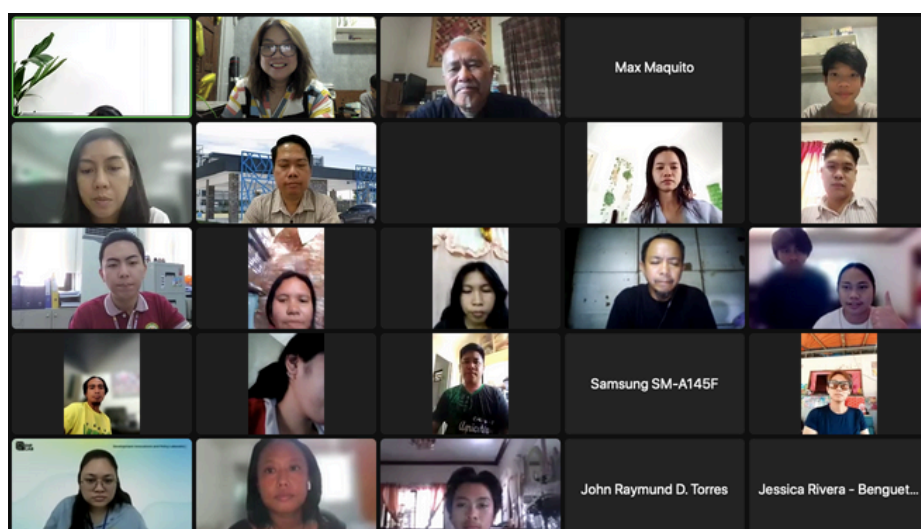 Max Maquito
Samsung SM-A145F
John Raymund D. Torres
Jessica Rivera - Benguet...